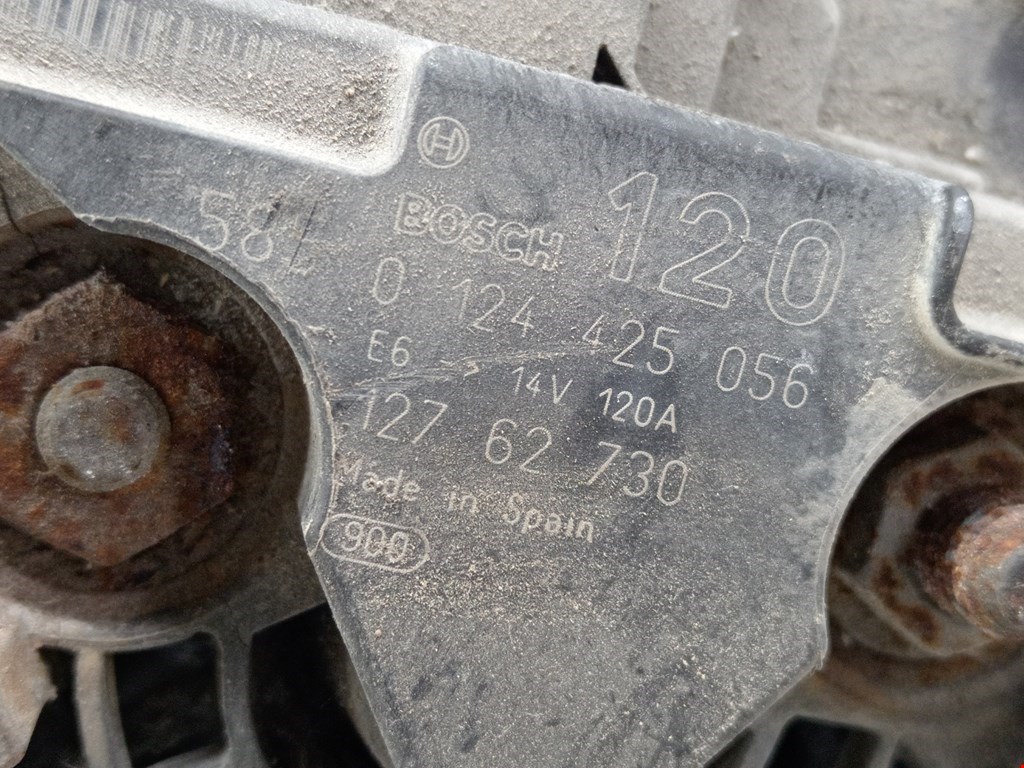 BOSCH 120
58
0 124 425 056
E6 > 14V 120A
127 62 730
Made in Spain
900